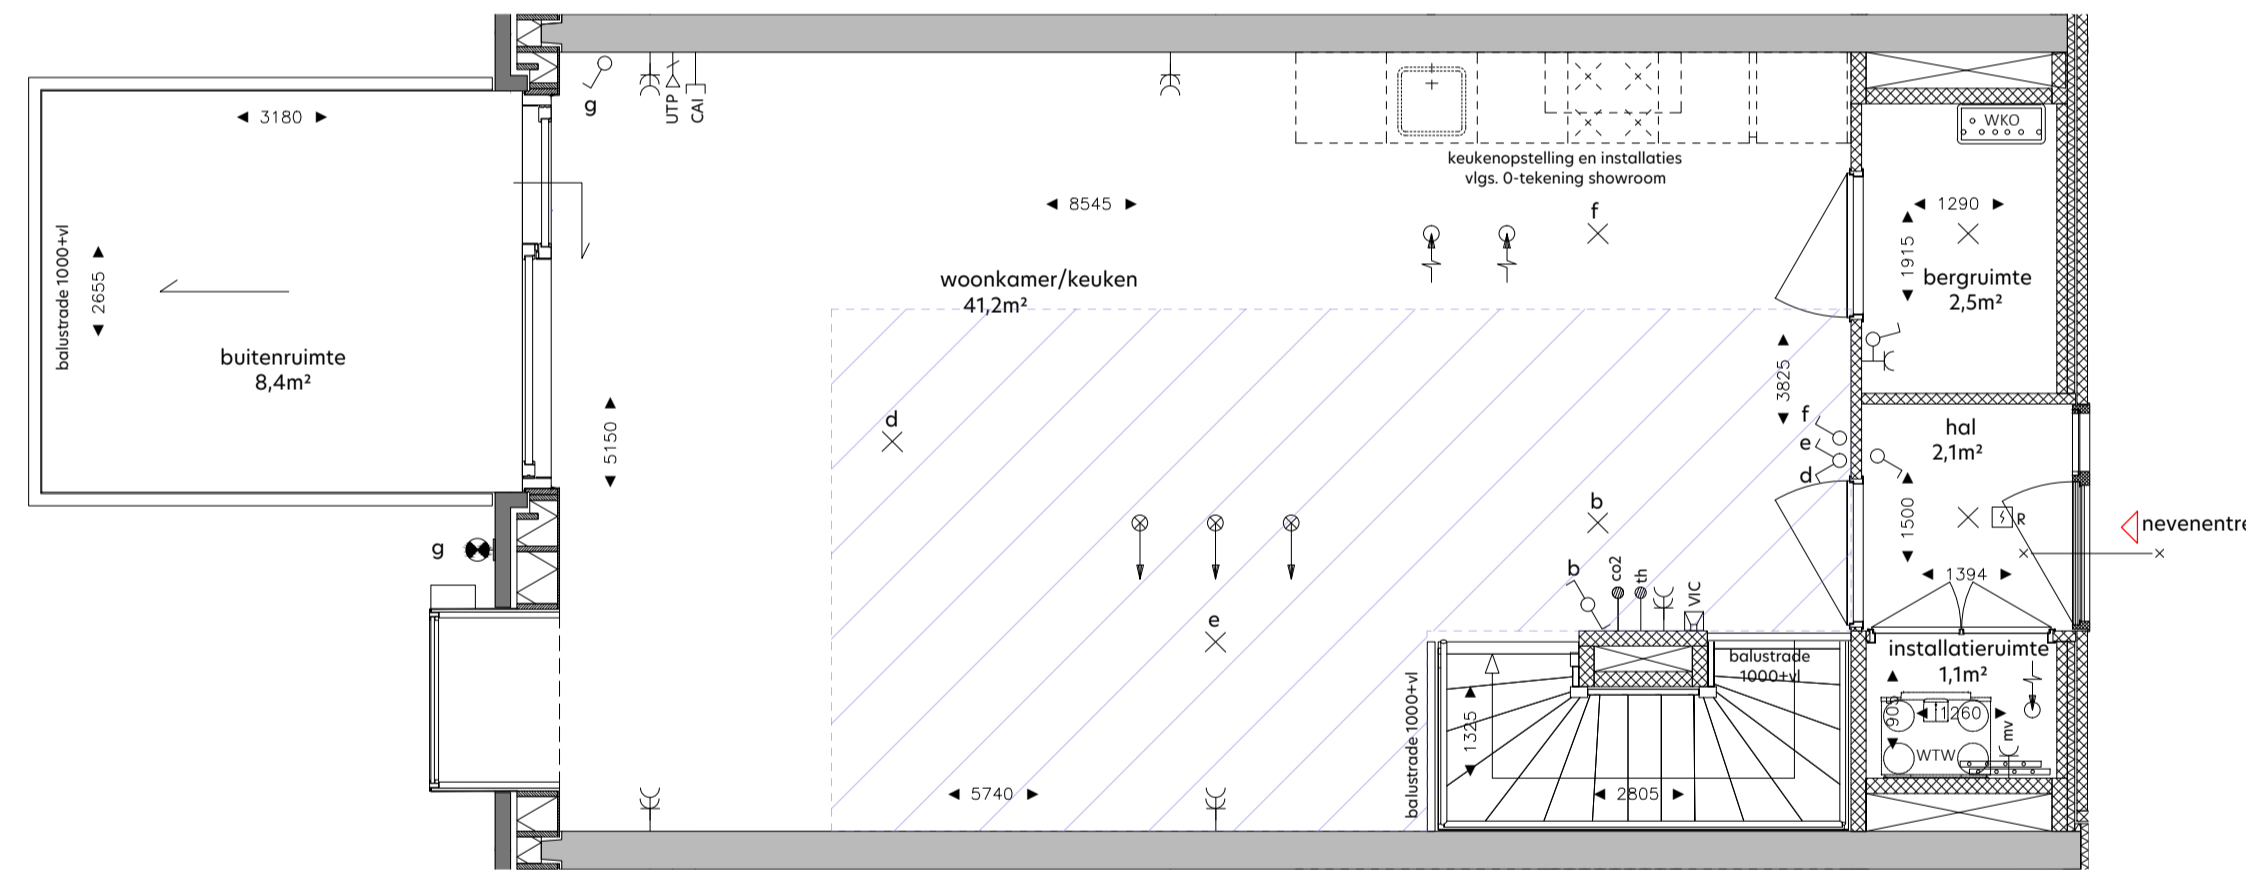 3180
balustrade 1000+vl
2655
buitenruimte
8,4m²
g
UTP
CAI
g
5150
8545
woonkamer/keuken
41,2m²
keukenopstelling en installaties
vlgs. 0-tekening showroom
f
d
e
b
b
co2
th
VIC
5740
3825
f
e
d
WKO
1290
1915
bergruimte
2,5m²
hal
2,1m²
1500
R
1394
nevenentre
balustrade 1000+vl
1325
balustrade
1000+vl
2805
installatieruimte
1,1m²
905
1260
WTW
mv